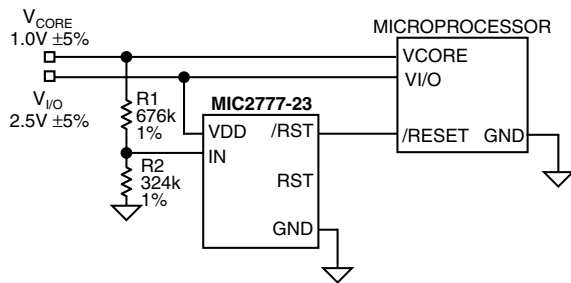 VCORE
1.0V ±5%
VI/O
2.5V ±5%
R1
676k
1%
R2
324k
1%
MIC2777-23
VDD
/RST
IN
RST
GND
MICROPROCESSOR
VCORE
VI/O
/RESET
GND